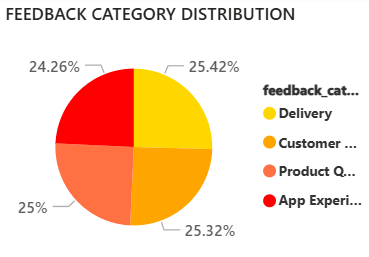 FEEDBACK CATEGORY DISTRIBUTION
24.26%
25.42%
feedback_cat...
Delivery
Customer ...
Product Q...
App Experi...
25%
25.32%